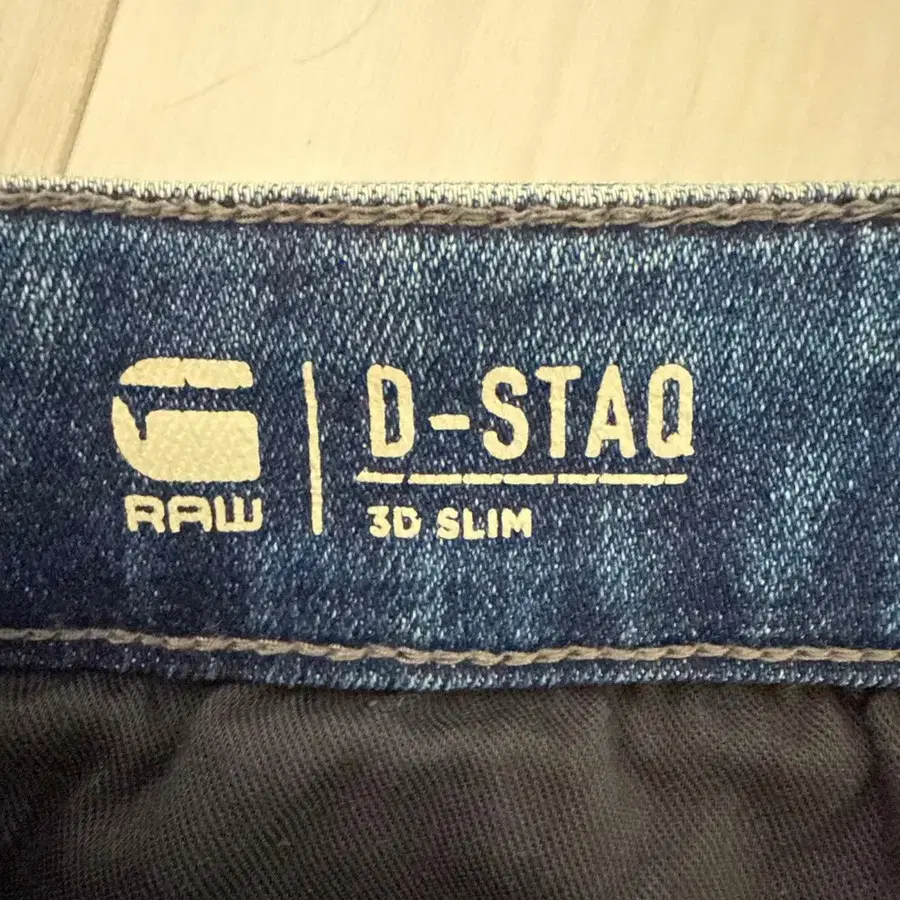 G
RAW
D-STAQ
3D SLIM